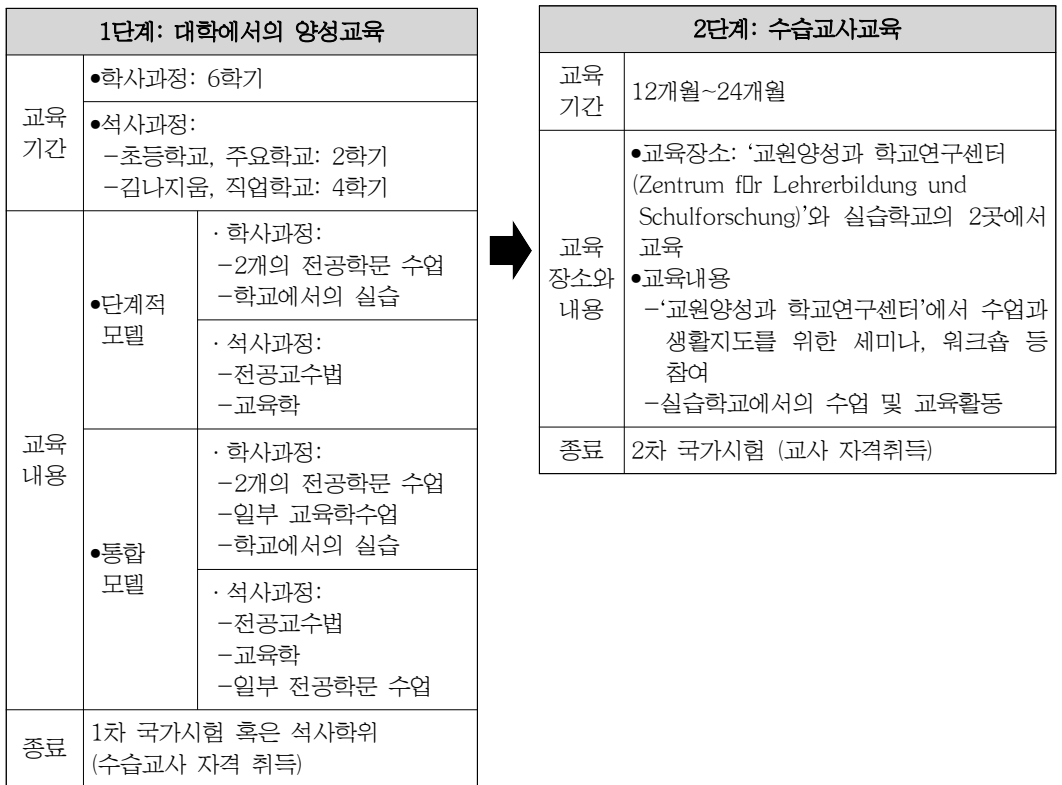 1단계: 대학에서의 양성교육
교육
기간
●학사과정: 6학기
●석사과정:
-초등학교, 주요학교: 2학기
-김나지움, 직업학교: 4학기
교육
내용
●단계적
모델
· 학사과정:
-2개의 전공학문 수업
-학교에서의 실습
· 석사과정:
-전공교수법
-교육학
●통합
모델
· 학사과정:
-2개의 전공학문 수업
-일부 교육학수업
-학교에서의 실습
· 석사과정:
-전공교수법
-교육학
-일부 전공학문 수업
종료
1차 국가시험 혹은 석사학위
(수습교사 자격 취득)
2단계: 수습교사교육
교육
기간
12개월~24개월
교육
장소와
내용
●교육장소: ‘교원양성과 학교연구센터
(Zentrum f▯r Lehrerbildung und
Schulforschung)’와 실습학교의 2곳에서
교육
●교육내용
-‘교원양성과 학교연구센터’에서 수업과
생활지도를 위한 세미나, 워크숍 등
참여
-실습학교에서의 수업 및 교육활동
종료
2차 국가시험 (교사 자격취득)